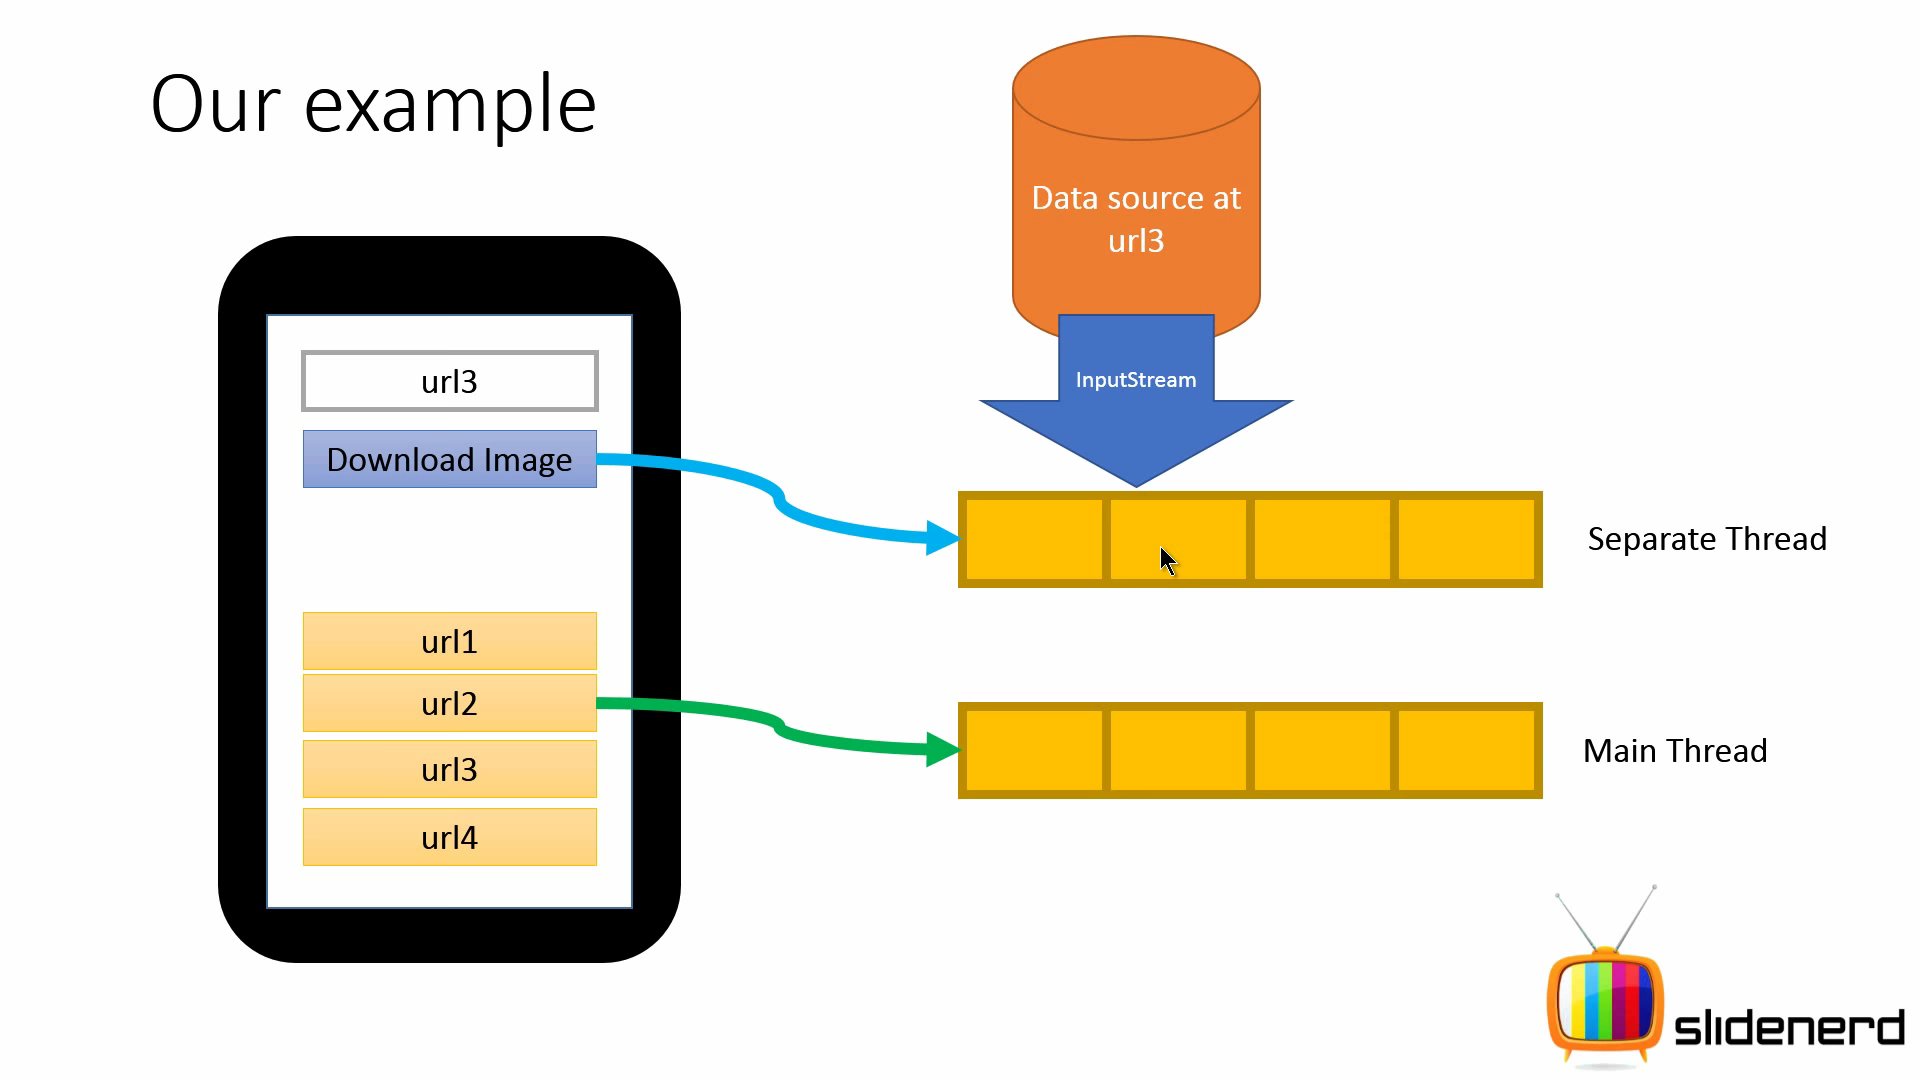 Our example
Data source at
url3
InputStream
url3
Download Image
Separate Thread
url1
url2
url3
url4
Main Thread
slidenerd